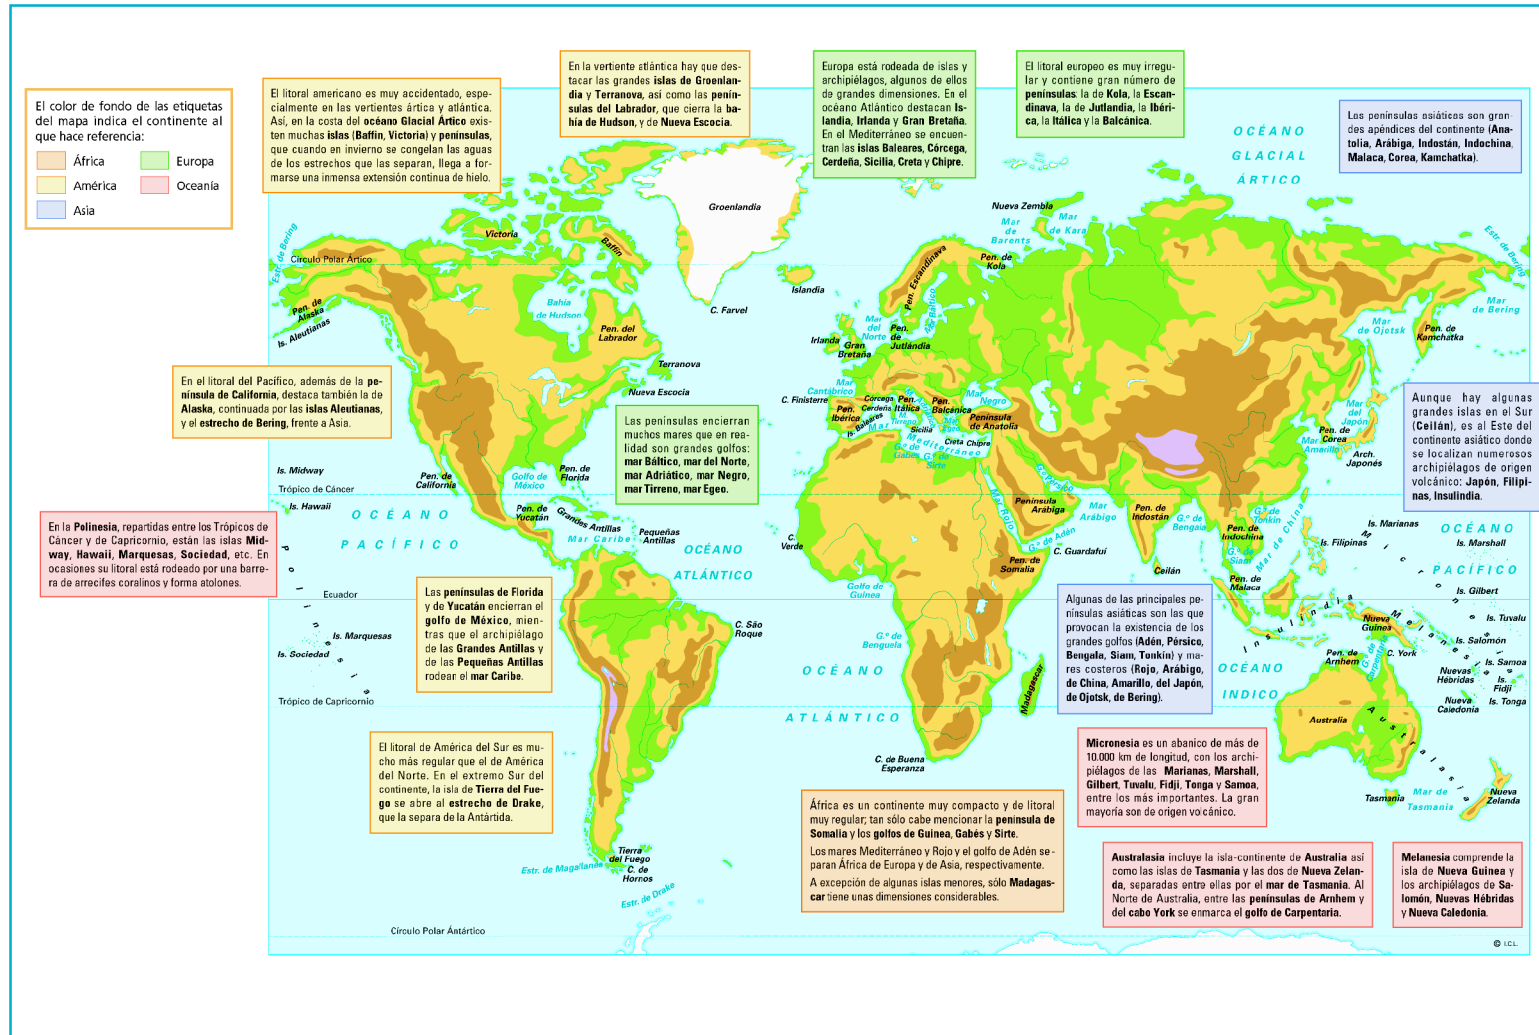 El color de fondo de las etiquetas
del mapa indica el continente al
que hace referencia:
África
Europa
América
Oceanía
Asia
El litoral americano es muy accidentado, espe-
cialmente en las vertientes ártica y atlántica.
Así, en la costa del océano Glacial Ártico exis-
ten muchas islas (Baffin, Victoria) y penínsulas,
que cuando en invierno se congelan las aguas
de los estrechos que las separan, llega a for-
marse una inmensa extensión continua de hielo.
En la vertiente atlántica hay que des-
tacar las grandes islas de Groenlan-
dia y Terranova, así como las penín-
sulas del Labrador, que cierra la ba-
hía de Hudson, y de Nueva Escocia.
Europa está rodeada de islas y
archipiélagos, algunos de ellos
de grandes dimensiones. En el
océano Atlántico destacan Is-
landia, Irlanda y Gran Bretaña.
En el Mediterráneo se encuen-
tran las islas Baleares, Córcega,
Cerdeña, Sicilia, Creta y Chipre.
El litoral europeo es muy irregu-
lar y contiene gran número de
penínsulas: la de Kola, la Escan-
dinava, la de Jutlandia, la Ibéri-
ca, la Itálica y la Balcánica.
OCÉANO
GLACIAL
ÁRTICO
Las penínsulas asiáticas son gran-
des apéndices del continente (Ana-
tolia, Arábiga, Indostán, Indochina,
Malaca, Corea, Kamchatka).
Groenlandia
Nueva Zembla
Mar
de
Barents
Mar
de Kara
Victoria
Baffin
Estr. de Bering
Círculo Polar Ártico
Pen. de
Kola
Pen. Escandinava
Estr. de Bering
Islandia
Pen. de
Alaska
Is. Aleutianas
Bahía
de Hudson
C. Farvel
Mar Báltico
Mar
de Bering
Pen. del
Labrador
Mar
del
Norte
Pen.
de
Jutlándia
Mar
de Ojotsk
Pen. de
Kamchatka
Irlanda
Gran
Bretaña
Terranova
Nueva Escocia
En el litoral del Pacífico, además de la pe-
nínsula de California, destaca también la de
Alaska, continuada por las islas Aleutianas,
y el estrecho de Bering, frente a Asia.
Mar
Cantábrico
C. Finisterre
Pen.
Ibérica
Is. Baleares
Córcega
Cerdeña
Pen.
Itálica
M.
Tirreno
Sicilia
Pen.
Balcánica
Mar
Negro
Península
de Anatolia
Mar
Egeo
Creta
Chipre
Mar Mediterráneo
G.º de
Gabés
G.º de
Sirte
Mar
del
Japón
Pen. de
Corea
Mar
Amarillo
Arch.
Japonés
Aunque hay algunas
grandes islas en el Sur
(Ceilán), es al Este del
continente asiático donde
se localizan numerosos
archipiélagos de origen
volcánico: Japón, Filipi-
nas, Insulindia.
Las penínsulas encierran
muchos mares que en rea-
lidad son grandes golfos:
mar Báltico, mar del Norte,
mar Adriático, mar Negro,
mar Tirreno, mar Egeo.
Is. Midway
Trópico de Cáncer
Is. Hawaii
Pen. de
California
Golfo de
México
Pen. de
Florida
Pen. de
Yucatán
Grandes Antillas
Pequeñas
Antillas
Mar Caribe
OCÉANO
PACÍFICO
OCÉANO
ATLÁNTICO
C.
Verde
Mar Rojo
G.º Pérsico
Península
Arábiga
Mar
Arábigo
G.º de Adén
C. Guardafuí
Pen. de
Somalia
Pen. de
Indostán
G.º de
Bengala
Ceilán
Pen. de
Indochina
G.º de
Tonkín
G.º de
Siam
Mar de China
Pen. de
Malaca
Is. Filipinas
Is. Marianas
Micronesia
OCÉANO
PACÍFICO
Is. Marshall
Is. Gilbert
Is. Tuvalu
Is. Salomón
Is. Samoa
Is.
Fidji
Is. Tonga
En la Polinesia, repartidas entre los Trópicos de
Cáncer y de Capricornio, están las islas Mid-
way, Hawaii, Marquesas, Sociedad, etc. En
ocasiones su litoral está rodeado por una barre-
ra de arrecifes coralinos y forma atolones.
Polinesia
Ecuador
Is. Marquesas
Is. Sociedad
Trópico de Capricornio
Las penínsulas de Florida
y de Yucatán encierran el
golfo de México, mien-
tras que el archipiélago
de las Grandes Antillas y
de las Pequeñas Antillas
rodean el mar Caribe.
C. São
Roque
Golfo de
Guinea
G.º de
Benguela
OCÉANO
ATLÁNTICO
Madagascar
C. de Buena
Esperanza
Algunas de las principales pe-
nínsulas asiáticas son las que
provocan la existencia de los
grandes golfos (Adén, Pérsico,
Bengala, Siam, Tonkín) y ma-
res costeros (Rojo, Arábigo,
de China, Amarillo, del Japón,
de Ojotsk, de Bering).
OCÉANO
INDICO
Insulindia
Melanesia
Nueva
Guinea
Pen. de
Arnhem
G.º de
Carpentaria
C. York
Nuevas
Hébridas
Nueva
Caledonia
Australia
Australasia
Tasmania
Mar de
Tasmania
Nueva
Zelanda
El litoral de América del Sur es mu-
cho más regular que el de América
del Norte. En el extremo Sur del
continente, la isla de Tierra del Fue-
go se abre al estrecho de Drake,
que la separa de la Antártida.
Estr. de Magallanes
Tierra
del Fuego
C. de
Hornos
Estr. de Drake
Círculo Polar Ántártico
África es un continente muy compacto y de litoral
muy regular; tan sólo cabe mencionar la península de
Somalia y los golfos de Guinea, Gabés y Sirte.
Los mares Mediterráneo y Rojo y el golfo de Adén se-
paran África de Europa y de Asia, respectivamente.
A excepción de algunas islas menores, sólo Madagas-
car tiene unas dimensiones considerables.
Micronesia es un abanico de más de
10.000 km de longitud, con los archi-
piélagos de las Marianas, Marshall,
Gilbert, Tuvalu, Fidji, Tonga y Samoa,
entre los más importantes. La gran
mayoría son de origen volcánico.
Australasia incluye la isla-continente de Australia así
como las islas de Tasmania y las dos de Nueva Zelan-
da, separadas entre ellas por el mar de Tasmania. Al
Norte de Australia, entre las penínsulas de Arnhem y
del cabo York se enmarca el golfo de Carpentaria.
Melanesia comprende la
isla de Nueva Guinea y
los archipiélagos de Sa-
lomón, Nuevas Hébridas
y Nueva Caledonia.
© I.C.L.